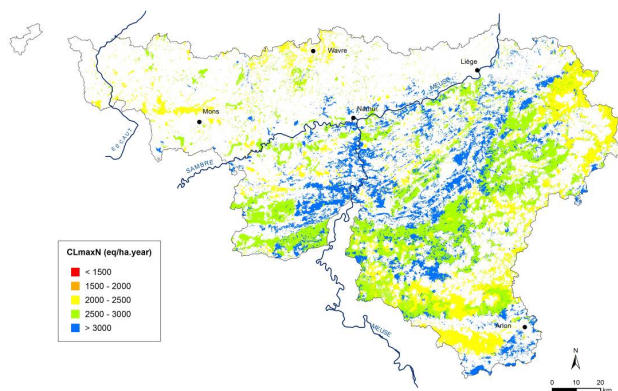 Wavre
Liège
MEUSE
Namur
Mons
ESCAUT
SAMBRE
CLmaxN (eq/ha.year)
< 1500
1500 - 2000
2000 - 2500
2500 - 3000
> 3000
MEUSE
Arlon
N
0 10 20
km